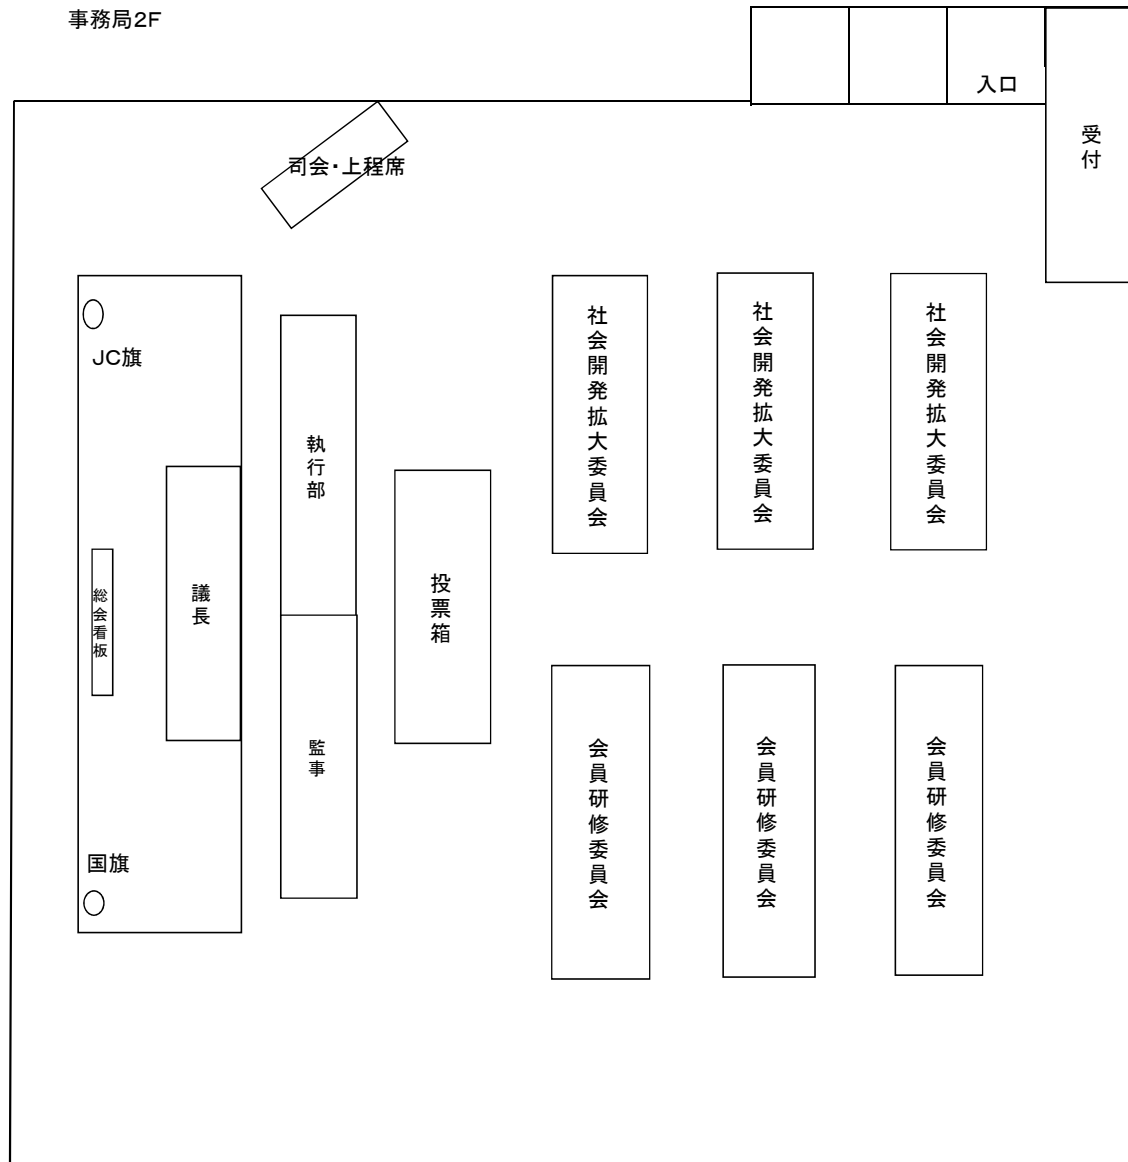 事務局2F
入口
受付
司会・上程席
JC旗
社会開発拡大委員会
社会開発拡大委員会
社会開発拡大委員会
執行部
投票箱
議長
総会看板
監事
会員研修委員会
会員研修委員会
会員研修委員会
国旗